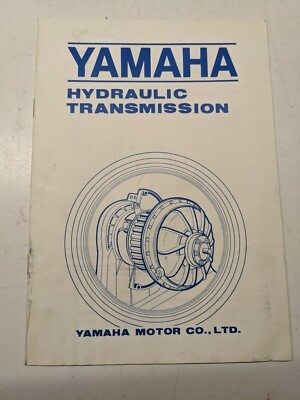 YAMAHA
HYDRAULIC
TRANSMISSION
YAMAHA MOTOR CO., LTD.